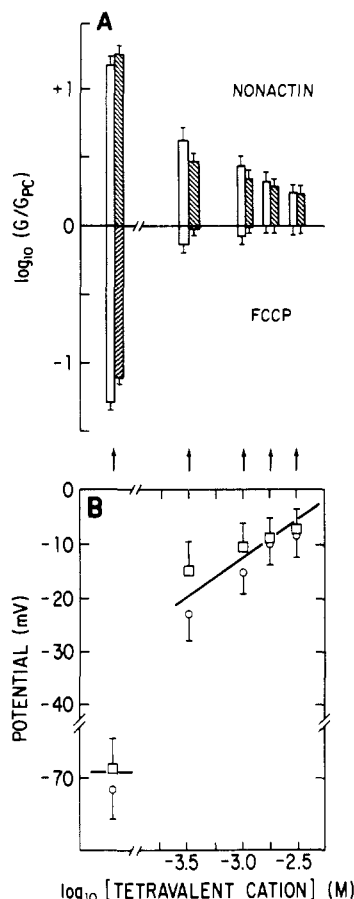 A
+1
NONACTIN
log10 (G/GPC)
0
FCCP
-1
B
0
-10
-20
-30
-40
-70
POTENTIAL (mV)
-3.5 -3.0 -2.5
log10 [TETRAVALENT CATION] (M)